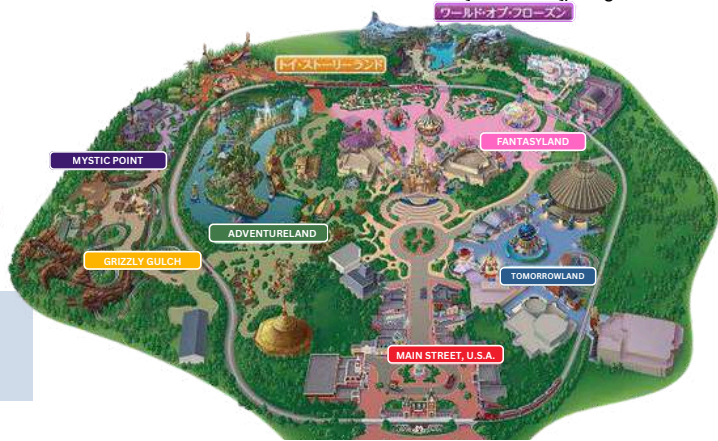 ワールド・オブ・フローズン
トイ・ストーリーランド
FANTASYLAND
MYSTIC POINT
ADVENTURELAND
GRIZZLY GULCH
TOMORROWLAND
MAIN STREET, U.S.A.